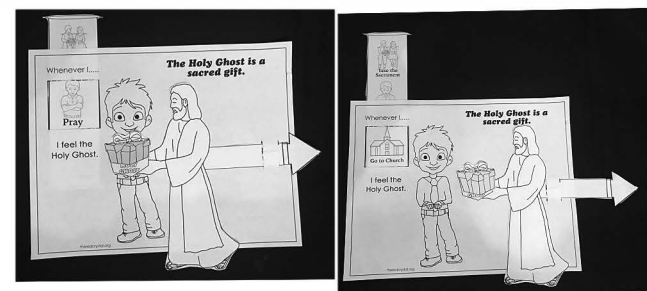 Whenever I.....
The Holy Ghost is a
sacred gift.
Pray
I feel the
Holy Ghost.
Take the
Sacrament
Whenever I.....
The Holy Ghost is a
sacred gift.
Go to Church
I feel the
Holy Ghost.